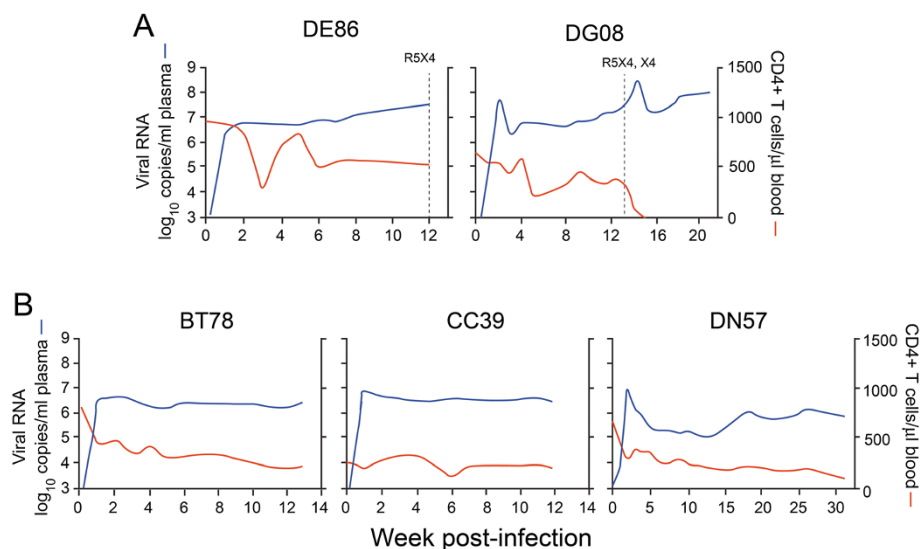 A
DE86
DG08
R5X4
R5X4, X4
Viral RNA
log10 copies/ml plasma
9
8
7
6
5
4
3
0 2 4 6 8 10 12
0 4 8 12 16 20
1500
1000
500
0
CD4+ T cells/µl blood
B
BT78
CC39
DN57
Viral RNA
log10 copies/ml plasma
9
8
7
6
5
4
3
0 2 4 6 8 10 12 14
0 2 4 6 8 10 12 14
0 5 10 15 20 25 30
1500
1000
500
0
CD4+ T cells/µl blood
Week post-infection